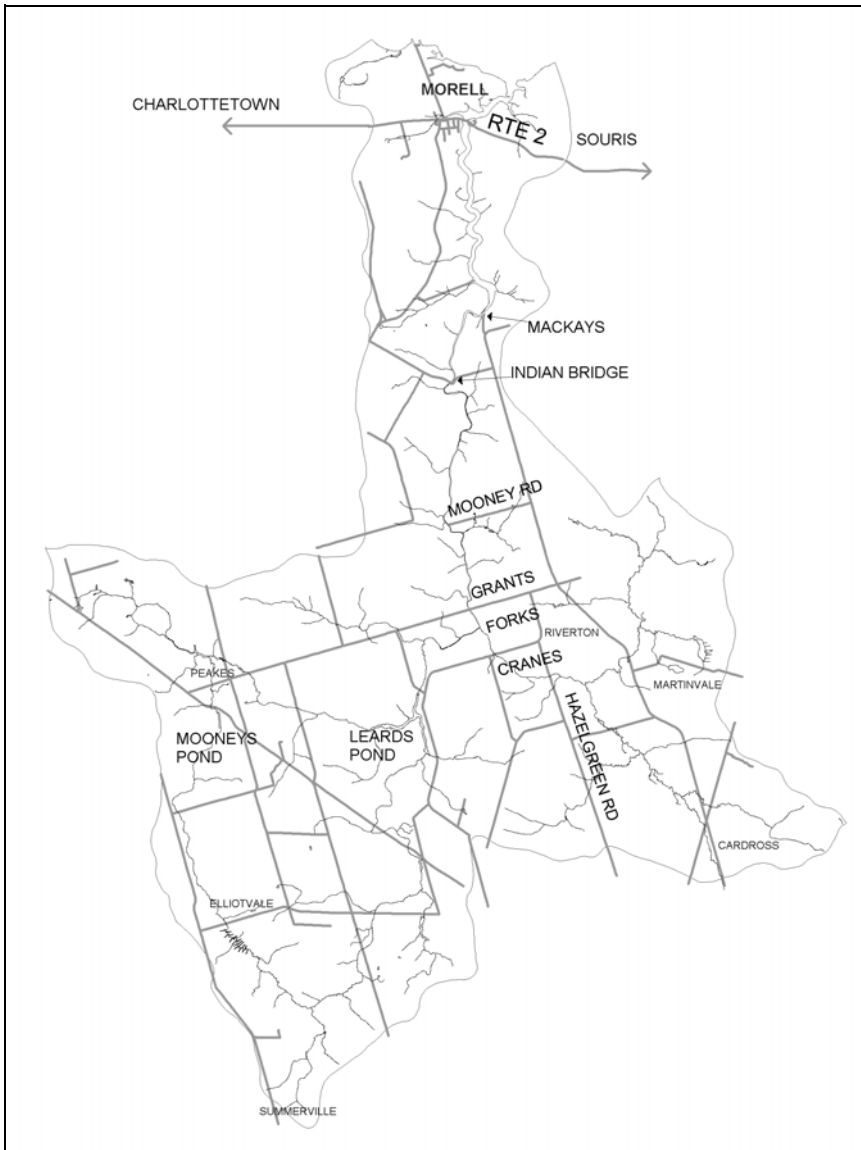 MORELL
CHARLOTTETOWN
RTE 2
SOURIS
MACKAYS
INDIAN BRIDGE
MOONEY RD
GRANTS
FORKS
RIVERTON
CRANES
PEAKES
MARTINVALE
MOONEYS
POND
LEARDS
POND
HAZELGREEN RD
CARDROSS
ELLIOTVALE
SUMMERVILLE